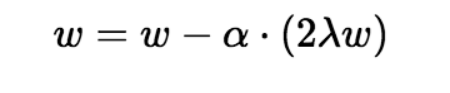 w = w − α · (2λw)